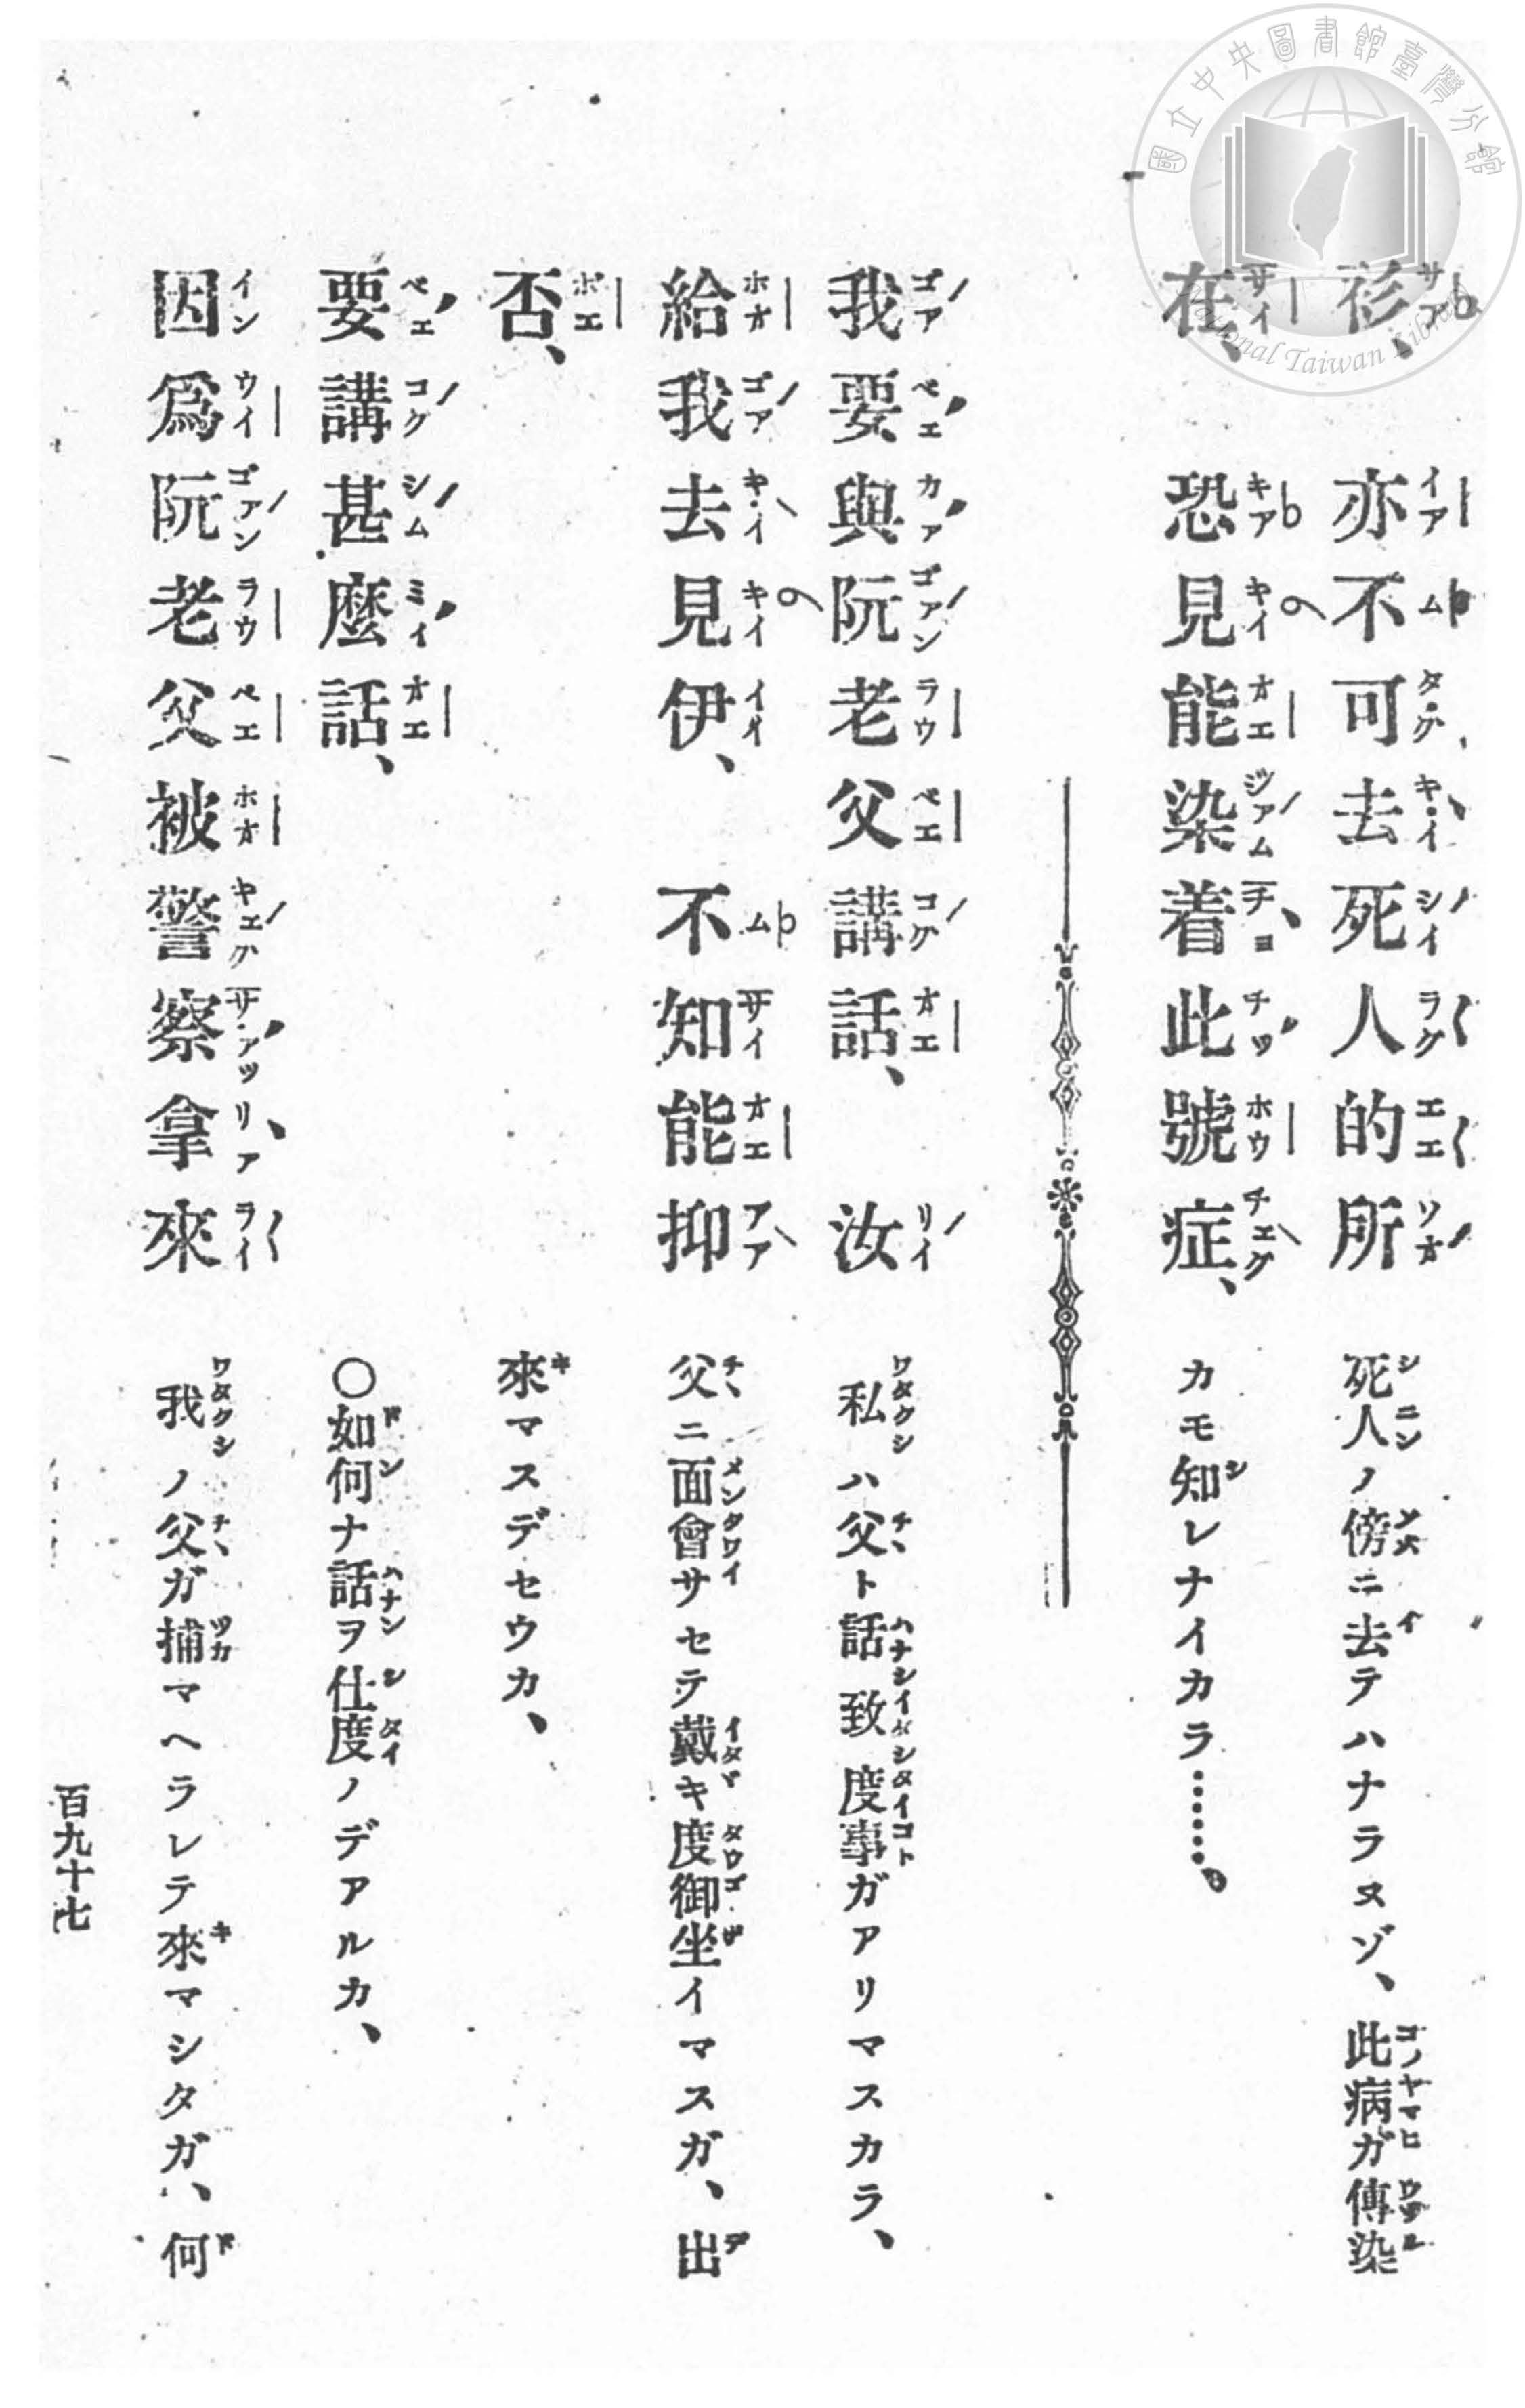 衫、亦不可去死人的所
在、恐見能染着此號症、
我要與阮老父講話、汝
給我去見伊、不知能抑
否、
要講甚麼話、
因爲阮老父被警察拿來
死人ノ傍ニ去テハナラヌゾ、此病ガ傳染
カモ知レナイカラ……、
私ハ父ト話致度事ガアリマスカラ、
父ニ面會サセテ戴キ度御坐イマスガ、出
來マスデセウカ、
〇如何ナ話ヲ仕度ノデアルカ、
我ノ父ガ捕マヘラレテ來マシタガ、何
百九十七
國立中央圖書館臺灣分館
National Taiwan Library